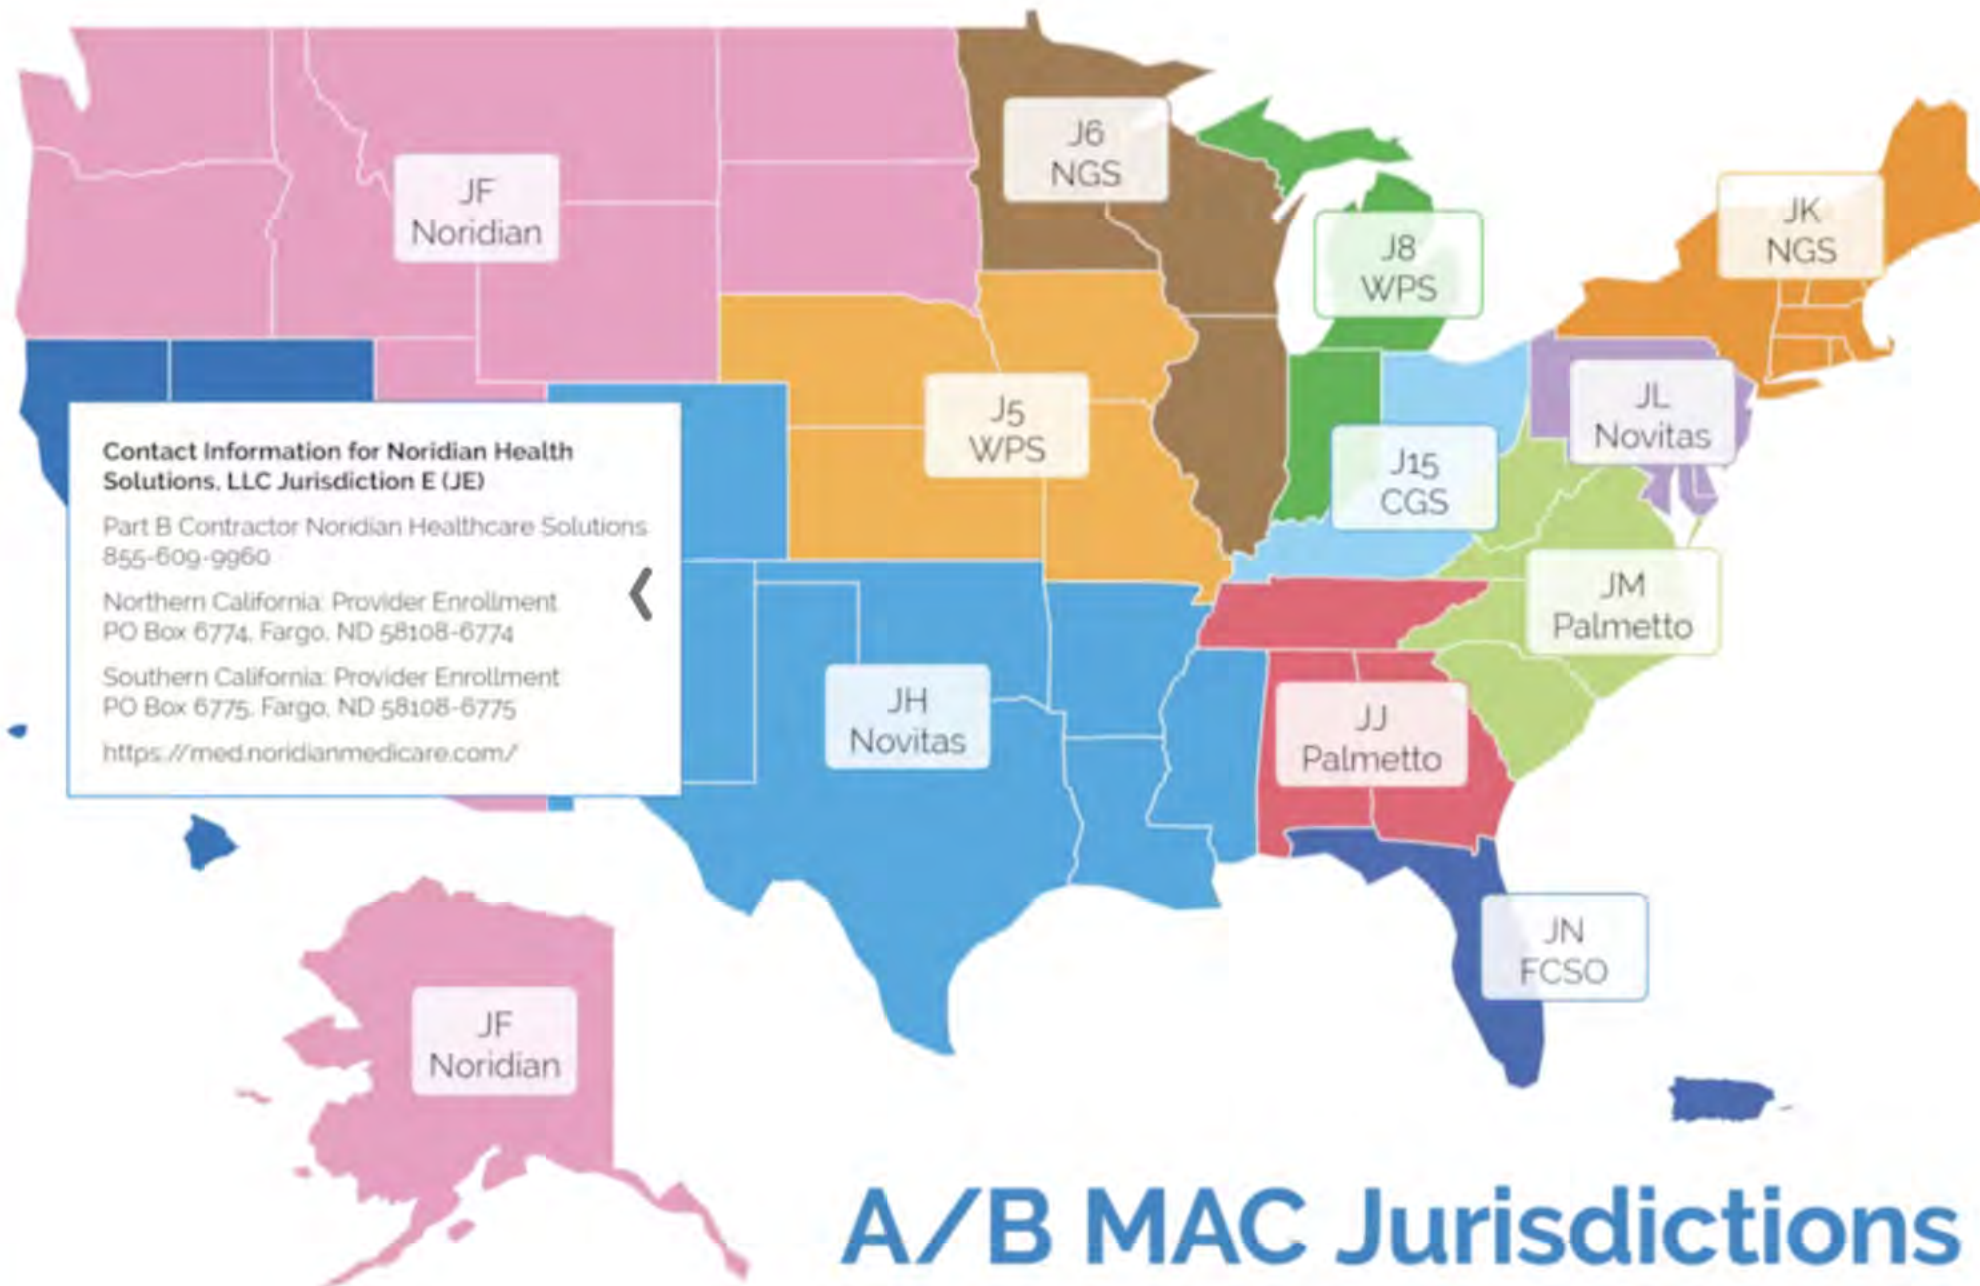 J6
NGS
JF
Noridian
JK
NGS
J8
WPS
J5
WPS
JL
Novitas
J15
CGS
Contact Information for Noridian Health
Solutions, LLC Jurisdiction E (JE)
Part B Contractor Noridian Healthcare Solutions
855-609-9960
Northern California: Provider Enrollment
PO Box 6774, Fargo, ND 58108-6774
Southern California: Provider Enrollment
PO Box 6775, Fargo, ND 58108-6775
https://med.noridianmedicare.com/
JM
Palmetto
JH
Novitas
JJ
Palmetto
JN
FCSO
JF
Noridian
A/B MAC Jurisdictions